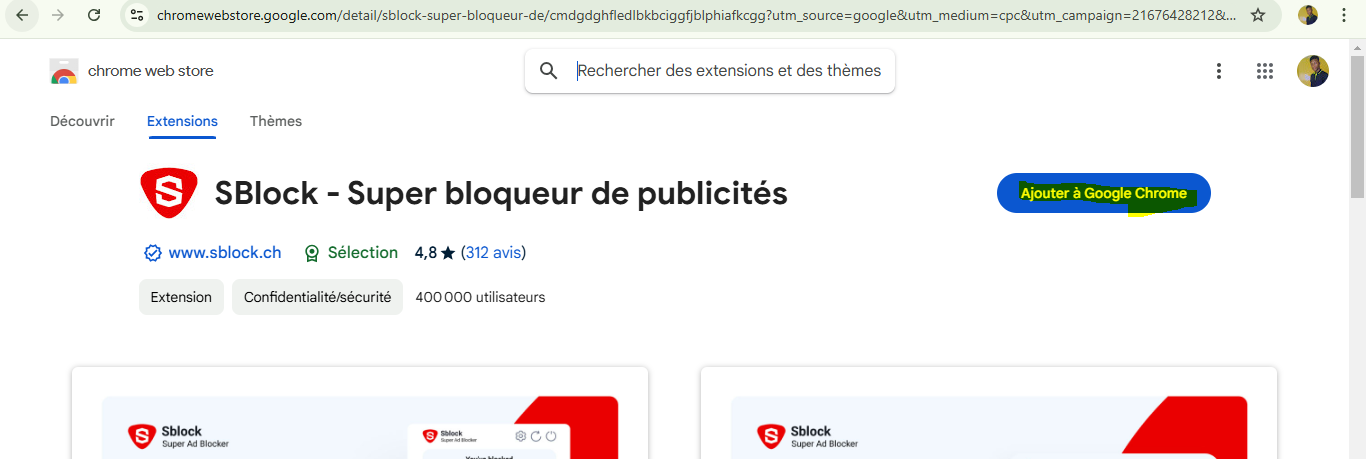 chromewebstore.google.com/detail/sblock-super-bloqueur-de/cmdgdghfledlbkbciggfjblphiafkcgg?utm_source=google&utm_medium=cpc&utm_campaign=21676428212&...
chrome web store
Rechercher des extensions et des thèmes
Découvrir Extensions Thèmes
S
SBlock - Super bloqueur de publicités
Ajouter à Google Chrome
www.sblock.ch Sélection 4,8 ★ (312 avis)
Extension Confidentialité/sécurité 400 000 utilisateurs
S Sblock
Super Ad Blocker
S Sblock
Super Ad Blocker
You've blocked
S Sblock
Super Ad Blocker